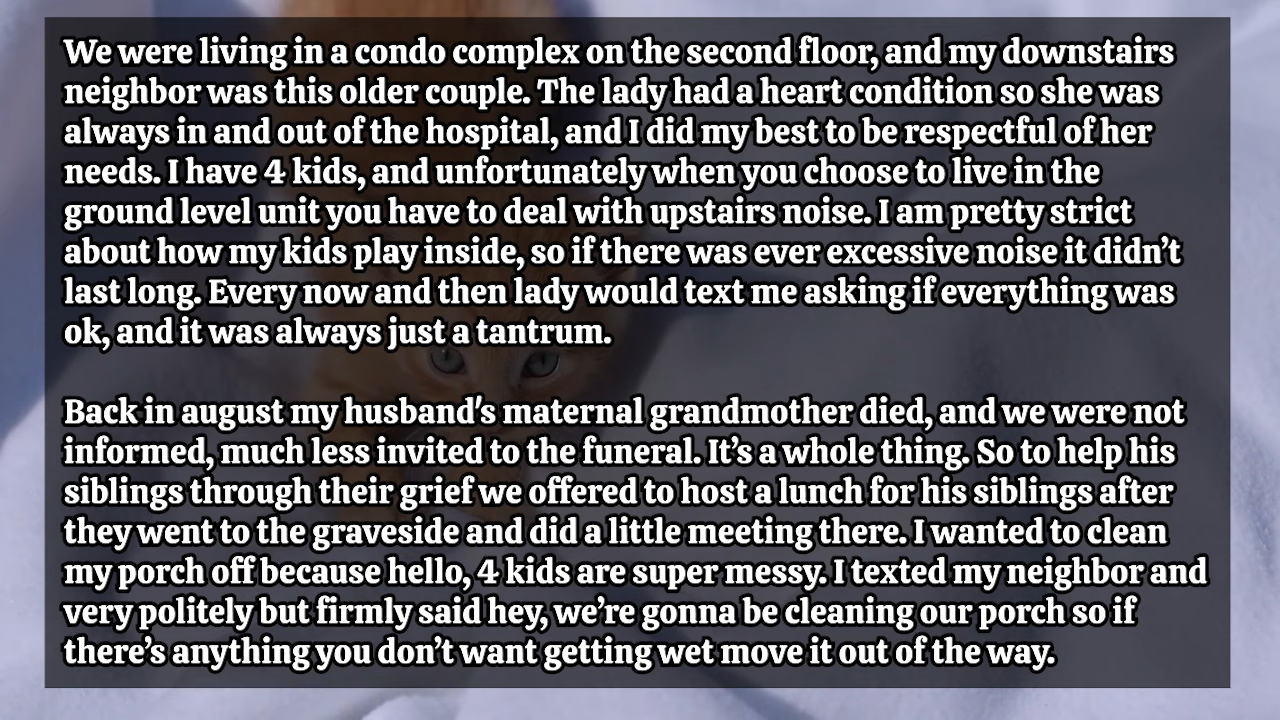 We were living in a condo complex on the second floor, and my downstairs
neighbor was this older couple. The lady had a heart condition so she was
always in and out of the hospital, and I did my best to be respectful of her
needs. I have 4 kids, and unfortunately when you choose to live in the
ground level unit you have to deal with upstairs noise. I am pretty strict
about how my kids play inside, so if there was ever excessive noise it didn’t
last long. Every now and then lady would text me asking if everything was
ok, and it was always just a tantrum.
Back in august my husband's maternal grandmother died, and we were not
informed, much less invited to the funeral. It’s a whole thing. So to help his
siblings through their grief we offered to host a lunch for his siblings after
they went to the graveside and did a little meeting there. I wanted to clean
my porch off because hello, 4 kids are super messy. I texted my neighbor and
very politely but firmly said hey, we’re gonna be cleaning our porch so if
there’s anything you don’t want getting wet move it out of the way.